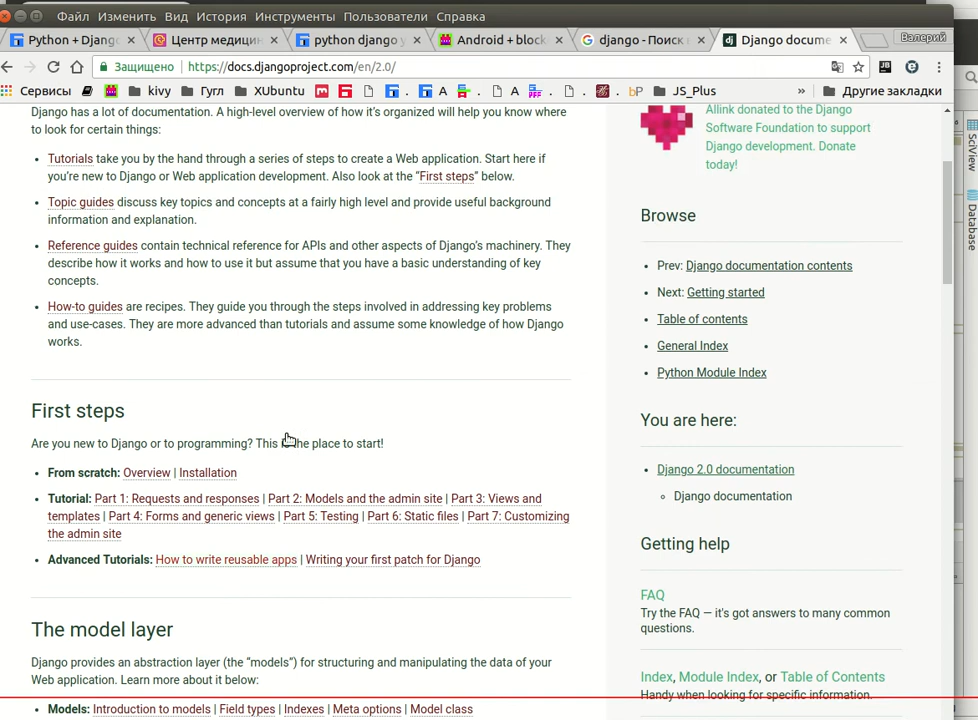 Файл Изменить Вид История Инструменты Пользователи Справка
Python + Djang Центр медицин python django y Android + block django - Поиск Django docume Валерий
Защищено https://docs.djangoproject.com/en/2.0/
Сервисы kivy Гугл XUbuntu A A bP JS_Plus » Другие закладки
Django has a lot of documentation. A high-level overview of how it's organized will help you know where
to look for certain things:
Tutorials take you by the hand through a series of steps to create a Web application. Start here if
you're new to Django or Web application development. Also look at the “First steps” below.
Topic guides discuss key topics and concepts at a fairly high level and provide useful background
information and explanation.
Reference guides contain technical reference for APIs and other aspects of Django's machinery. They
describe how it works and how to use it but assume that you have a basic understanding of key
concepts.
How-to guides are recipes. They guide you through the steps involved in addressing key problems
and use-cases. They are more advanced than tutorials and assume some knowledge of how Django
works.
First steps
Are you new to Django or to programming? This the place to start!
From scratch: Overview | Installation
Tutorial: Part 1: Requests and responses | Part 2: Models and the admin site | Part 3: Views and
templates | Part 4: Forms and generic views | Part 5: Testing | Part 6: Static files | Part 7: Customizing
the admin site
Advanced Tutorials: How to write reusable apps | Writing your first patch for Django
The model layer
Django provides an abstraction layer (the “models”) for structuring and manipulating the data of your
Web application. Learn more about it below:
Models: Introduction to models | Field types | Indexes | Meta options | Model class
Allink donated to the Django
Software Foundation to support
Django development. Donate
today!
Browse
Prev: Django documentation contents
Next: Getting started
Table of contents
General Index
Python Module Index
You are here:
Django 2.0 documentation
Django documentation
Getting help
FAQ
Try the FAQ — it's got answers to many common
questions.
Index, Module Index, or Table of Contents
Handy when looking for specific information.
SciView
Database